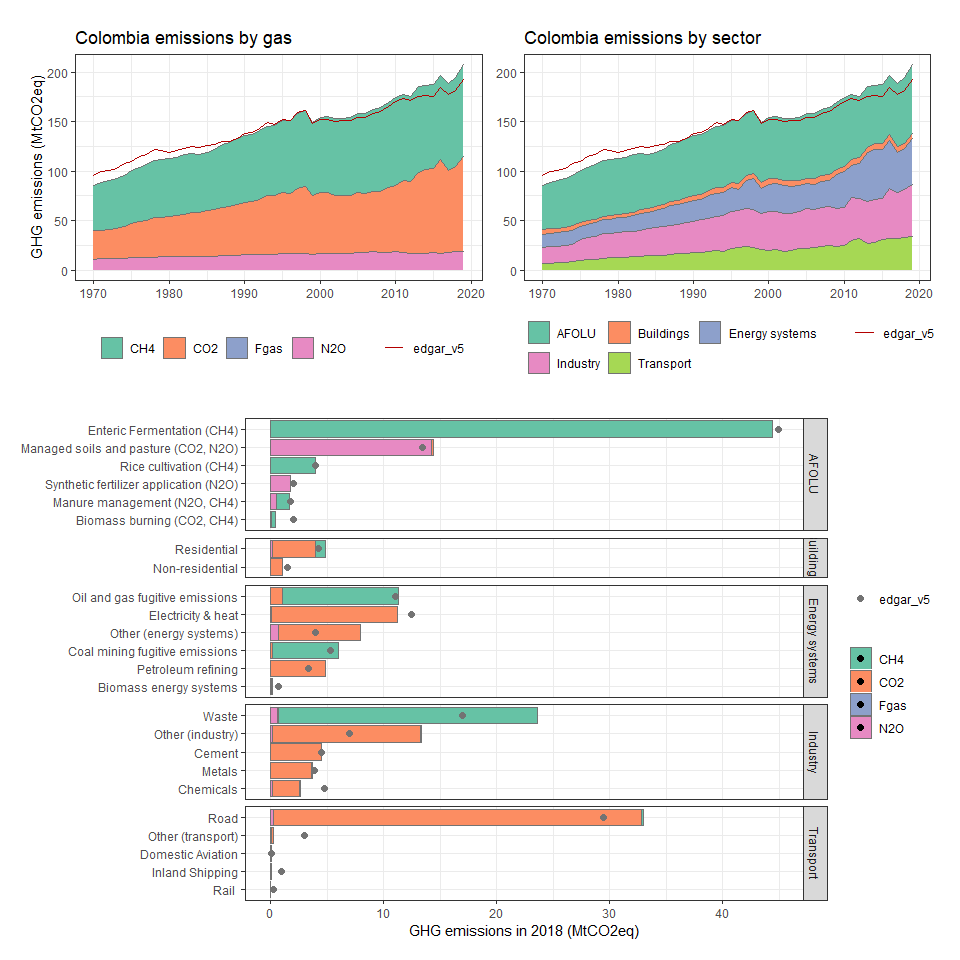 Colombia emissions by gas
GHG emissions (MtCO2eq)
200
150
100
50
0
1970 1980 1990 2000 2010 2020
CH4 CO2 Fgas N2O edgar_v5
Colombia emissions by sector
200
150
100
50
0
1970 1980 1990 2000 2010 2020
AFOLU Buildings Energy systems edgar_v5
Industry Transport
Enteric Fermentation (CH4)
Managed soils and pasture (CO2, N2O)
Rice cultivation (CH4)
Synthetic fertilizer application (N2O)
Manure management (N2O, CH4)
Biomass burning (CO2, CH4)
AFOLU
Residential
Non-residential
uilding
Oil and gas fugitive emissions
Electricity & heat
Other (energy systems)
Coal mining fugitive emissions
Petroleum refining
Biomass energy systems
Energy systems
Waste
Other (industry)
Cement
Metals
Chemicals
Industry
Road
Other (transport)
Domestic Aviation
Inland Shipping
Rail
Transport
0 10 20 30 40
GHG emissions in 2018 (MtCO2eq)
edgar_v5
CH4
CO2
Fgas
N2O